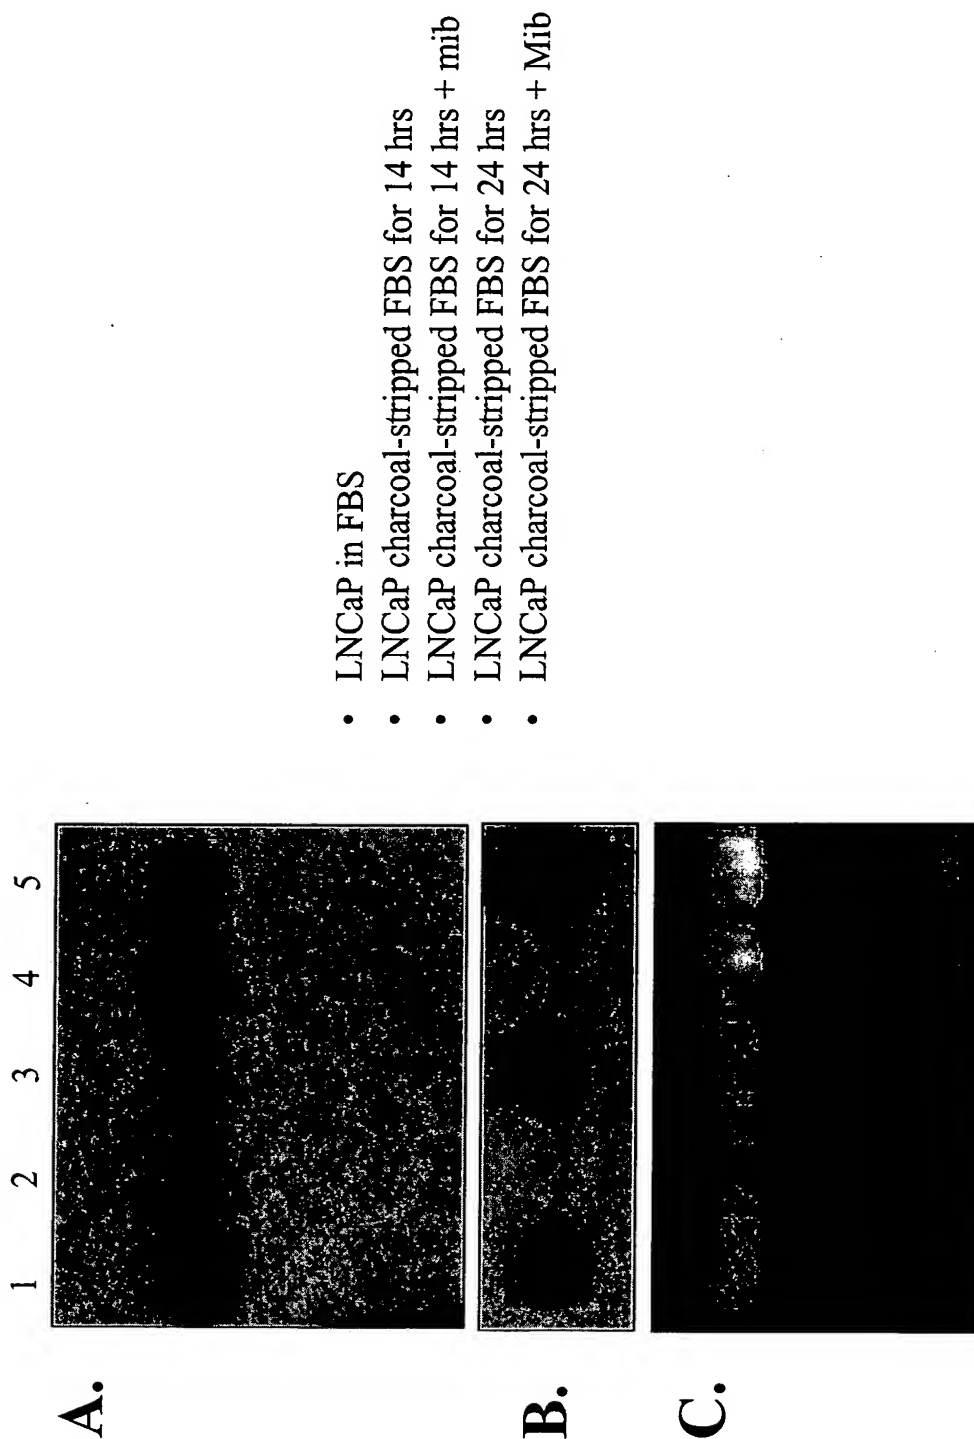 1 2 3 4 5
A.
B.
C.
• LNCaP in FBS
• LNCaP charcoal-stripped FBS for 14 hrs
• LNCaP charcoal-stripped FBS for 14 hrs + mib
• LNCaP charcoal-stripped FBS for 24 hrs
• LNCaP charcoal-stripped FBS for 24 hrs + Mib